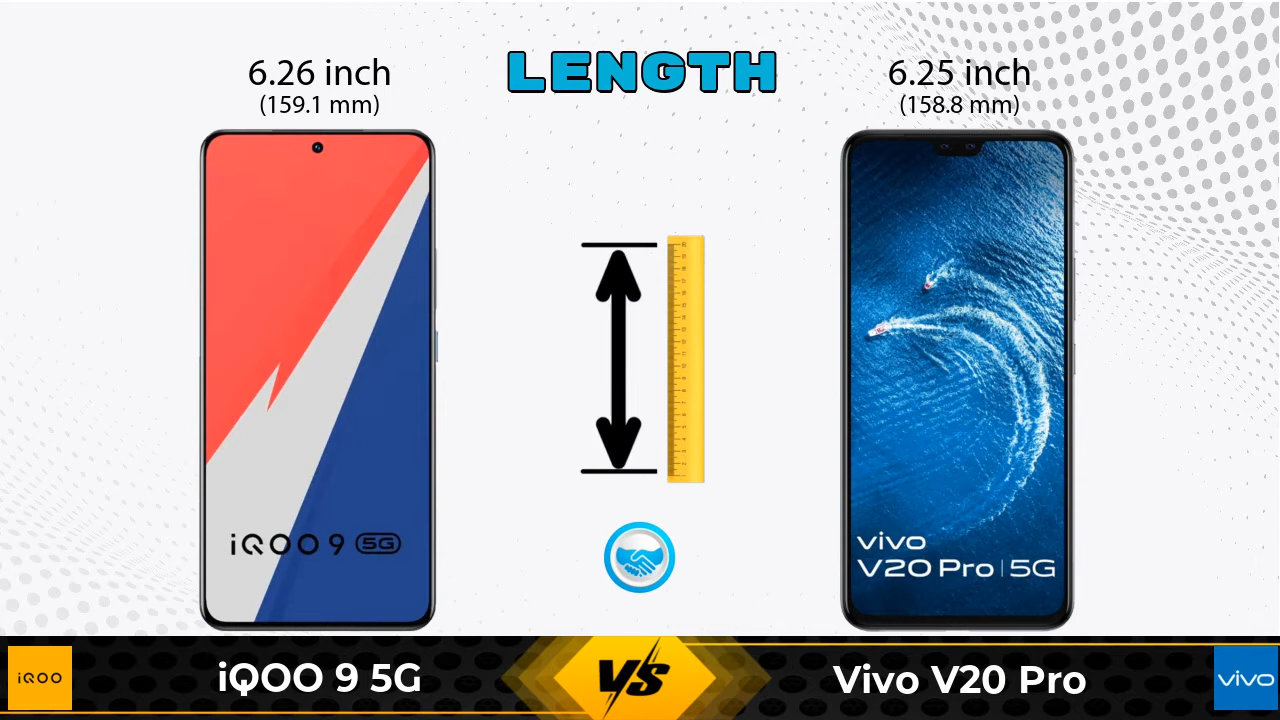 LENGTH
6.26 inch
(159.1 mm)
6.25 inch
(158.8 mm)
iQOO 9 5G
vivo
V20 Pro | 5G
iQOO
iQOO 9 5G
VS
Vivo V20 Pro
vivo